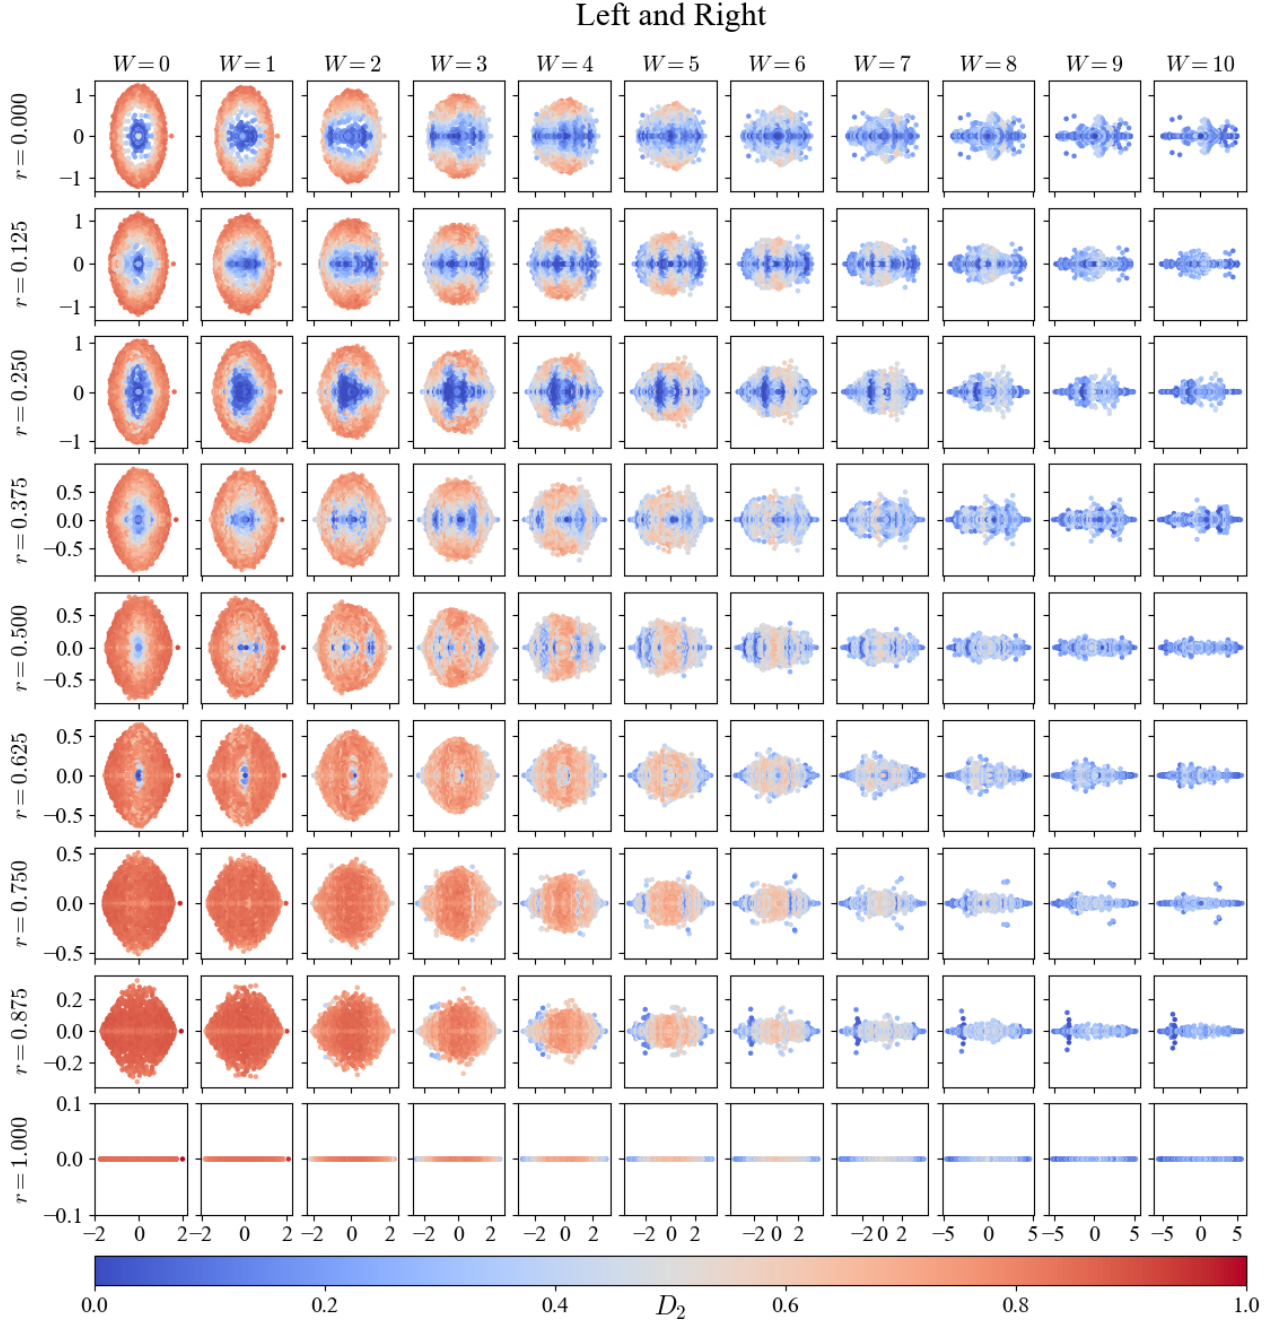 Left and Right
W = 0 W = 1 W = 2 W = 3 W = 4 W = 5 W = 6 W = 7 W = 8 W = 9 W = 10
r = 0.000
1
0
−1
r = 0.125
1
0
−1
r = 0.250
1
0
−1
r = 0.375
0.5
0.0
−0.5
r = 0.500
0.5
0.0
−0.5
r = 0.625
0.5
0.0
−0.5
r = 0.750
0.5
0.0
−0.5
r = 0.875
0.2
0.0
−0.2
r = 1.000
0.1
0.0
−0.1
−2 0 2 −2 0 2 −2 0 2 −2 0 2 −2 0 2 −2 0 2 −2 0 2 −2 0 2 −5 0 5 −5 0 5 −5 0 5
0.0 0.2 0.4 D₂ 0.6 0.8 1.0